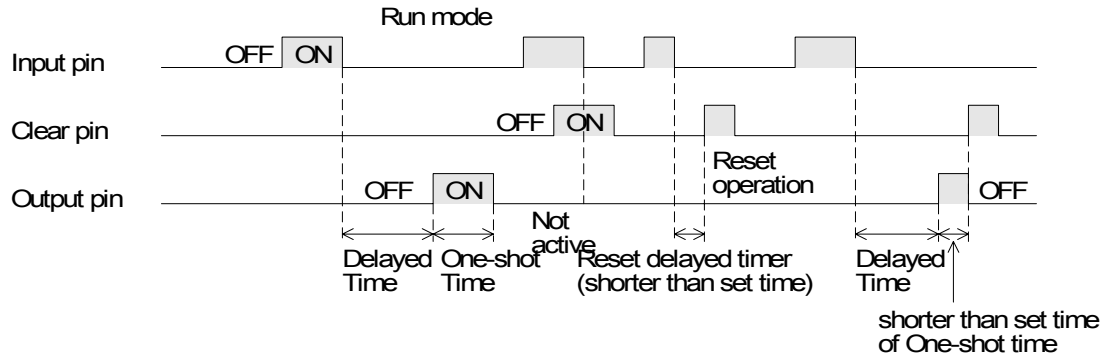 Run mode
Input pin
OFF
ON
Clear pin
OFF
ON
Output pin
OFF
ON
Reset
operation
OFF
Not
active
Delayed
Time
One-shot
Time
Reset delayed timer
(shorter than set time)
Delayed
Time
shorter than set time
of One-shot time